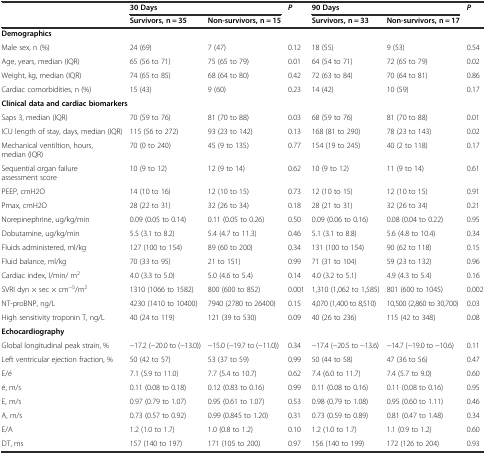 30 Days P 90 Days P
Survivors, n = 35 Non-survivors, n = 15 Survivors, n = 33 Non-survivors, n = 17
Demographics
Male sex, n (%) 24 (69) 7 (47) 0.12 18 (55) 9 (53) 0.54
Age, years, median (IQR) 65 (56 to 71) 75 (65 to 79) 0.01 64 (54 to 71) 72 (65 to 79) 0.02
Weight, kg, median (IQR) 74 (65 to 85) 68 (64 to 80) 0.42 72 (63 to 84) 70 (64 to 81) 0.86
Cardiac comorbidities, n (%) 15 (43) 9 (60) 0.23 14 (42) 10 (59) 0.17
Clinical data and cardiac biomarkers
Saps 3, median (IQR) 70 (59 to 76) 81 (70 to 88) 0.03 68 (59 to 76) 81 (70 to 88) 0.01
ICU length of stay, days, median (IQR) 115 (56 to 272) 93 (23 to 142) 0.13 168 (81 to 290) 78 (23 to 143) 0.02
Mechanical ventiltion, hours, 70 (0 to 240) 45 (9 to 135) 0.77 154 (19 to 245) 40 (2 to 118) 0.17
median (IQR)
Sequential organ failure 10 (9 to 12) 12 (9 to 14) 0.62 10 (9 to 12) 11 (9 to 14) 0.61
assessment score
PEEP, cmH2O 14 (10 to 16) 12 (10 to 15) 0.73 12 (10 to 15) 12 (10 to 15) 0.91
Pmax, cmH2O 28 (22 to 31) 32 (26 to 34) 0.18 28 (21 to 31) 32 (26 to 34) 0.21
Norepinephrine, ug/kg/min 0.09 (0.05 to 0.14) 0.11 (0.05 to 0.26) 0.50 0.09 (0.06 to 0.16) 0.08 (0.04 to 0.22) 0.95
Dobutamine, ug/kg/min 5.5 (3.1 to 8.2) 5.4 (4.7 to 11.3) 0.46 5.1 (3.1 to 8.8) 5.6 (4.8 to 10.4) 0.34
Fluids administered, ml/kg 127 (100 to 154) 89 (60 to 200) 0.34 131 (100 to 154) 90 (62 to 118) 0.15
Fluid balance, ml/kg 70 (33 to 95) 21 to 151) 0.99 71 (31 to 104) 59 (23 to 132) 0.96
Cardiac index, l/min/ m² 4.0 (3.3 to 5.0) 5.0 (4.6 to 5.4) 0.14 4.0 (3.2 to 5.1) 4.9 (4.3 to 5.4) 0.16
SVRI dyn × sec × cm⁻⁵/m² 1310 (1066 to 1582) 800 (600 to 852) 0.001 1,310 (1,062 to 1,585) 801 (600 to 1045) 0.002
NT-proBNP, ng/L 4230 (1410 to 10400) 7940 (2780 to 26400) 0.15 4,070 (1,400 to 8,510) 10,500 (2,860 to 30,700) 0.03
High sensitivity troponin T, ng/L 40 (24 to 119) 121 (39 to 530) 0.09 40 (26 to 236) 115 (42 to 348) 0.08
Echocardiography
Global longitudinal peak strain, % −17.2 (−20.0 to (−13.0)) −15.0 (−19.7 to (−11.0)) 0.34 −17.4 (−20.5 to −13.6) −14.7 (−19.0 to −10.6) 0.11
Left ventricular ejection fraction, % 50 (42 to 57) 53 (37 to 59) 0.99 50 (44 to 58) 47 (36 to 56) 0.47
E/é 7.1 (5.9 to 11.0) 7.7 (5.4 to 10.7) 0.62 7.4 (6.0 to 11.7) 7.4 (5.7 to 9.0) 0.60
é, m/s 0.11 (0.08 to 0.18) 0.12 (0.83 to 0.16) 0.99 0.11 (0.08 to 0.16) 0.11 (0.08 to 0.16) 0.95
E, m/s 0.97 (0.79 to 1.07) 0.95 (0.61 to 1.07) 0.53 0.98 (0.79 to 1.08) 0.95 (0.60 to 1.11) 0.46
A, m/s 0.73 (0.57 to 0.92) 0.99 (0.845 to 1.20) 0.31 0.73 (0.59 to 0.89) 0.81 (0.47 to 1.48) 0.34
E/A 1.2 (1.0 to 1.7) 1.0 (0.8 to 1.2) 0.10 1.2 (1.0 to 1.7) 1.1 (0.9 to 1.2) 0.60
DT, ms 157 (140 to 197) 171 (105 to 200) 0.97 156 (140 to 199) 172 (126 to 204) 0.93